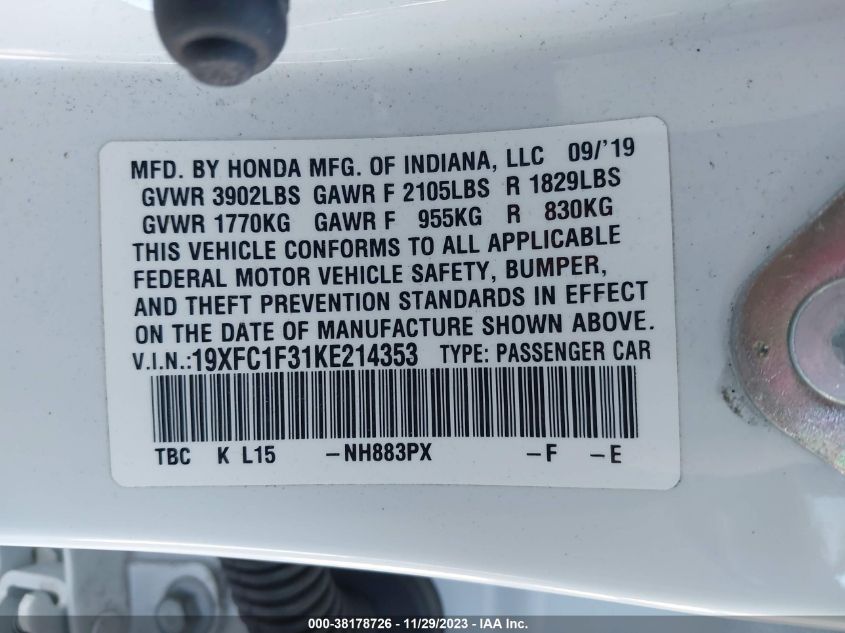 MFD. BY HONDA MFG. OF INDIANA, LLC 09/'19
GVWR 3902LBS GAWR F 2105LBS R 1829LBS
GVWR 1770KG GAWR F 955KG R 830KG
THIS VEHICLE CONFORMS TO ALL APPLICABLE
FEDERAL MOTOR VEHICLE SAFETY, BUMPER,
AND THEFT PREVENTION STANDARDS IN EFFECT
ON THE DATE OF MANUFACTURE SHOWN ABOVE.
V.I.N.:19XFC1F31KE214353 TYPE: PASSENGER CAR
TBC K L15 -NH883PX -F -E
000-38178726 - 11/29/2023 - IAA Inc.